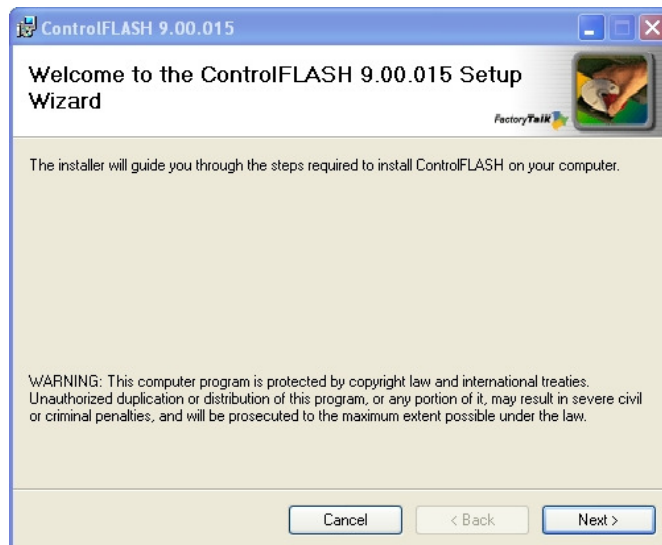 ControlFLASH 9.00.015
Welcome to the ControlFLASH 9.00.015 Setup
Wizard
FactoryTalk
The installer will guide you through the steps required to install ControlFLASH on your computer.
WARNING: This computer program is protected by copyright law and international treaties.
Unauthorized duplication or distribution of this program, or any portion of it, may result in severe civil
or criminal penalties, and will be prosecuted to the maximum extent possible under the law.
Cancel
< Back
Next >